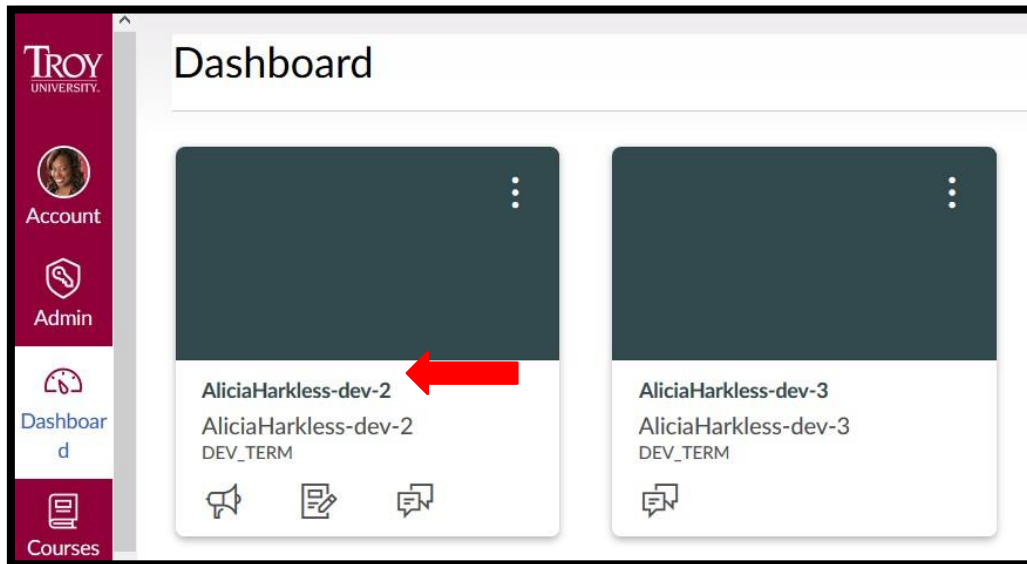 TROY
UNIVERSITY.
Dashboard
Account
Admin
Dashboar
d
Courses
AliciaHarkless-dev-2
AliciaHarkless-dev-2
DEV_TERM
AliciaHarkless-dev-3
AliciaHarkless-dev-3
DEV_TERM